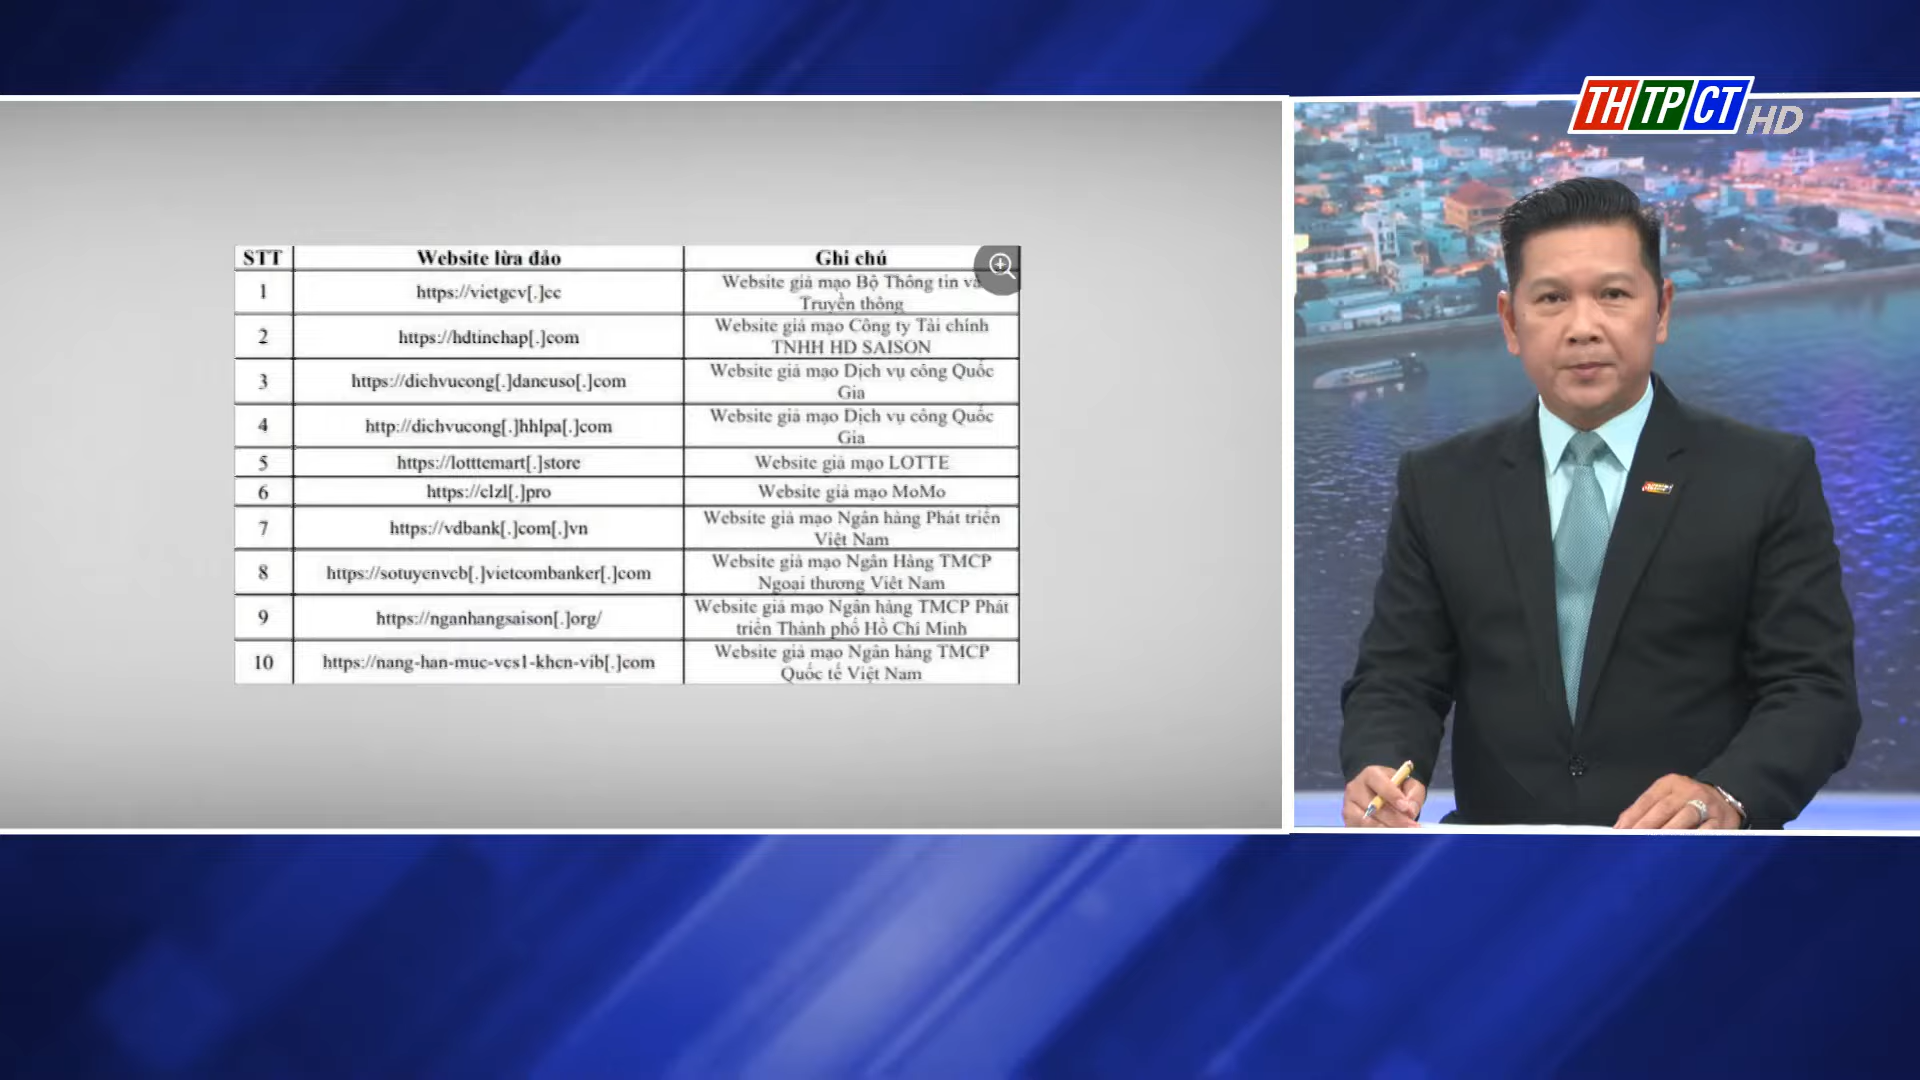 THTPCT HD
STT Website lừa đảo Ghi chú
1 https://vietgcv[.]cc Website giả mạo Bộ Thông tin và
Truyền thông
2 https://hdtinchap[.]com Website giả mạo Công ty Tài chính
TNHH HD SAISON
3 https://dichvucong[.]dancuso[.]com Website giả mạo Dịch vụ công Quốc
Gia
4 http://dichvucong[.]hhlpa[.]com Website giả mạo Dịch vụ công Quốc
Gia
5 https://lotttemart[.]store Website giả mạo LOTTE
6 https://clzl[.]pro Website giả mạo MoMo
7 https://vdbank[.]com[.]vn Website giả mạo Ngân hàng Phát triển
Việt Nam
8 https://sotuyenvcb[.]vietcombanker[.]com Website giả mạo Ngân Hàng TMCP
Ngoại thương Việt Nam
9 https://nganhangsaison[.]org/ Website giả mạo Ngân hàng TMCP Phát
triển Thành phố Hồ Chí Minh
10 https://nang-han-muc-vcs1-khcn-vib[.]com Website giả mạo Ngân hàng TMCP
Quốc tế Việt Nam